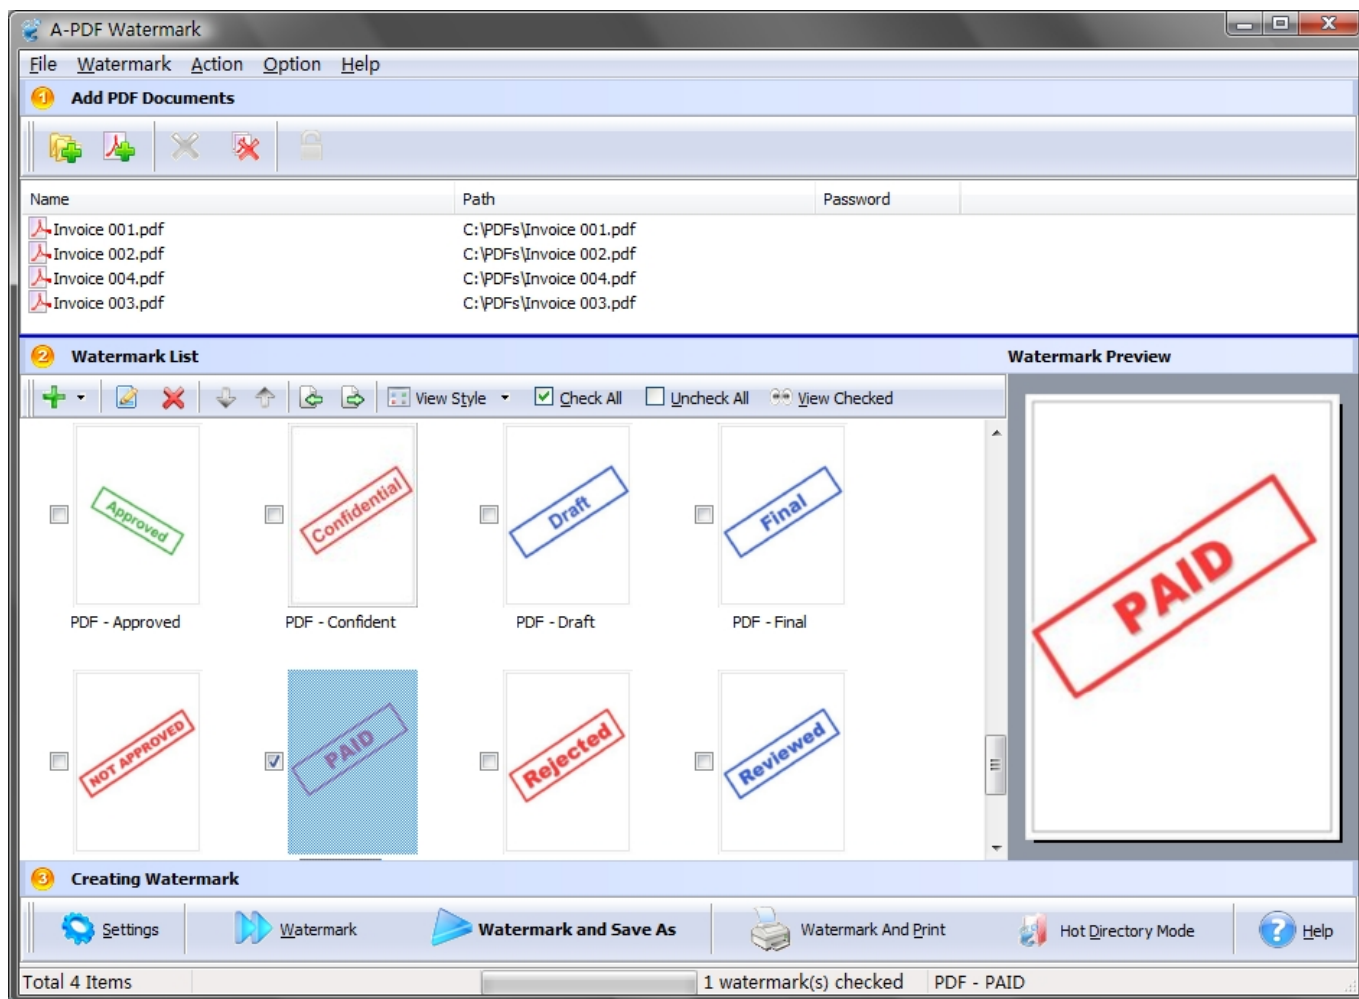 A-PDF Watermark
File Watermark Action Option Help
1 Add PDF Documents
Name Path Password
Invoice 001.pdf C:\PDFs\Invoice 001.pdf
Invoice 002.pdf C:\PDFs\Invoice 002.pdf
Invoice 004.pdf C:\PDFs\Invoice 004.pdf
Invoice 003.pdf C:\PDFs\Invoice 003.pdf
2 Watermark List Watermark Preview
View Style Check All Uncheck All View Checked
Approved Confidential Draft Final
PDF - Approved PDF - Confident PDF - Draft PDF - Final
NOT APPROVED PAID Rejected Reviewed
PAID
3 Creating Watermark
Settings Watermark Watermark and Save As Watermark And Print Hot Directory Mode Help
Total 4 Items 1 watermark(s) checked PDF - PAID